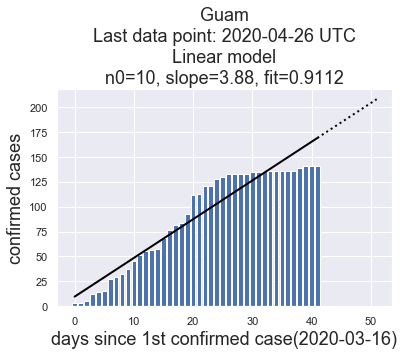 Guam
Last data point: 2020-04-26 UTC
Linear model
n0=10, slope=3.88, fit=0.9112
confirmed cases
200
175
150
125
100
75
50
25
0
0 10 20 30 40 50
days since 1st confirmed case(2020-03-16)